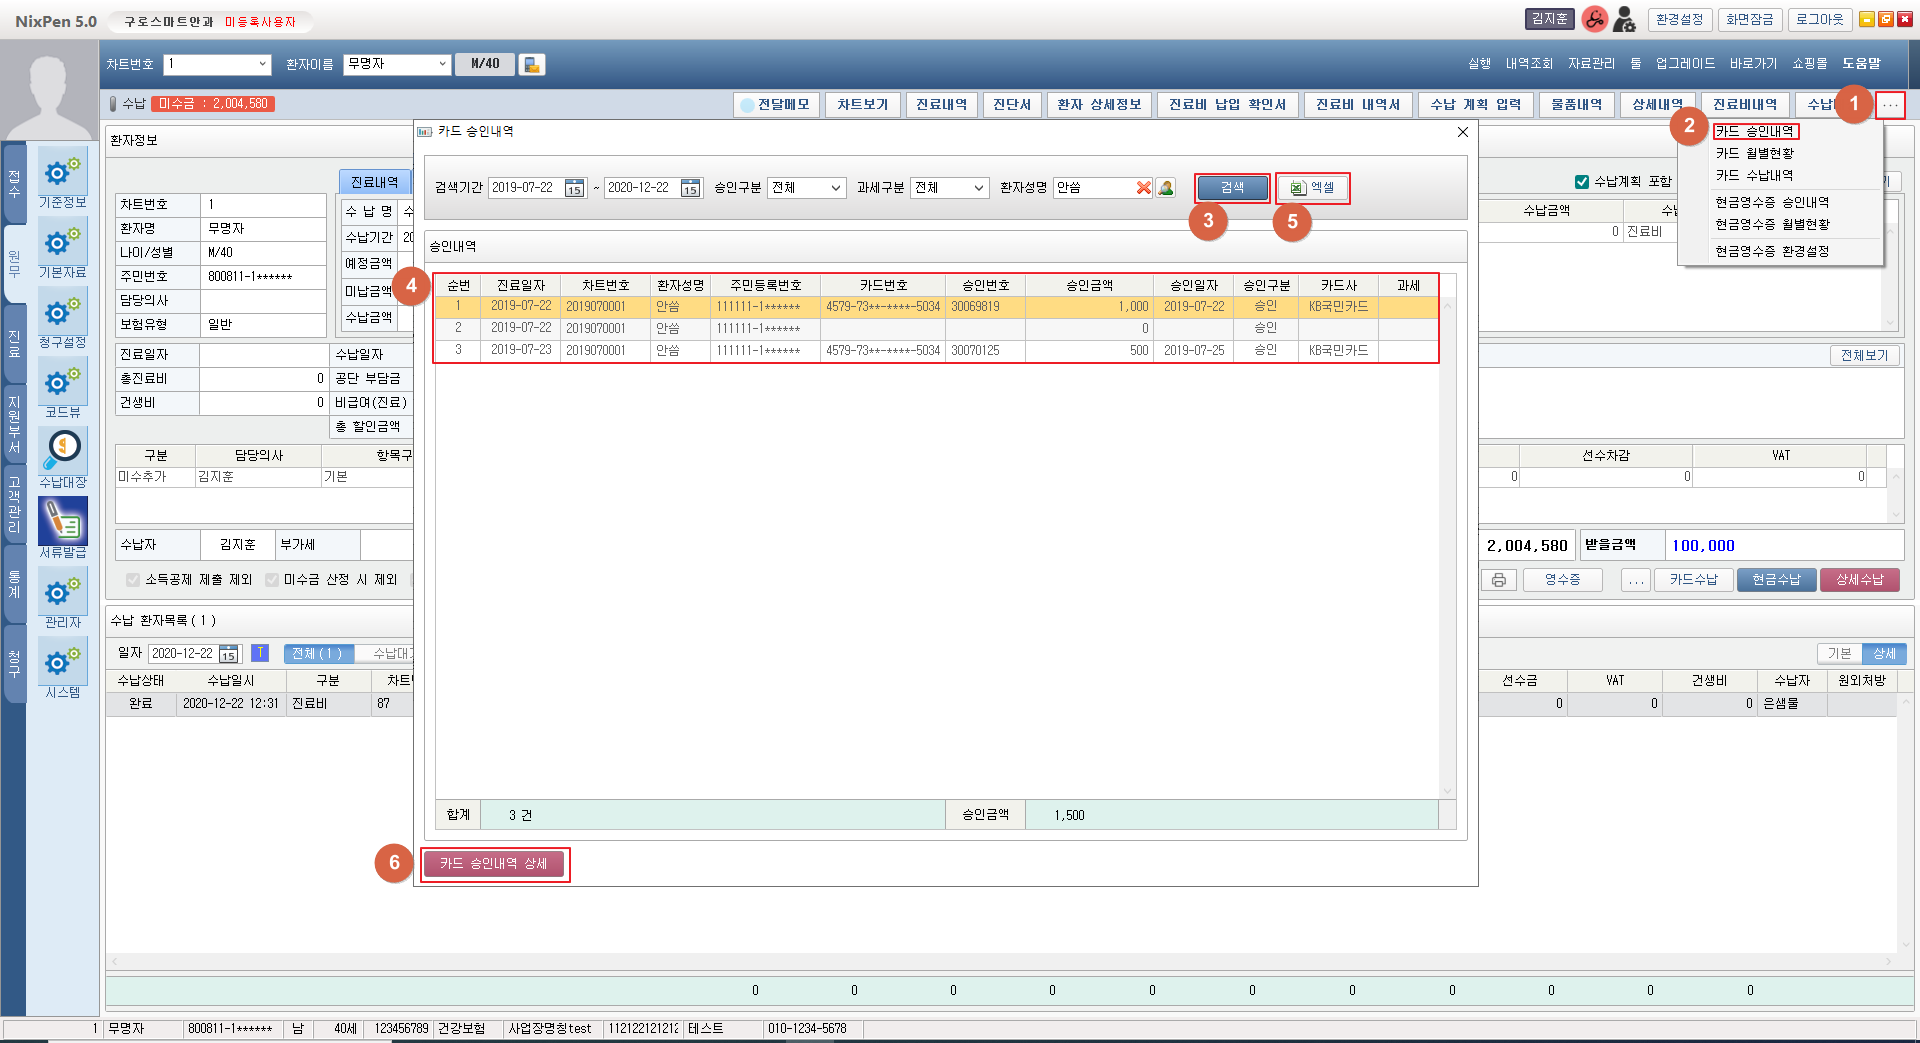 NixPen 5.0 구로스마트안과 미등록사용자 김지훈 환경설정 화면잠금 로그아웃
차트번호 1 환자이름 무명자 M/40 실행 내역조회 자료관리 툴 업그레이드 바로가기 쇼핑몰 도움말
수납 미수금 : 2,004,580 전달메모 차트보기 진료내역 진단서 환자 상세정보 진료비 납입 확인서 진료비 내역서 수납 계획 입력 물품내역 상세내역 진료비내역 수납 1 ...
환자정보
접수
원무
진료
지원부서
고객관리
통계
청구
기준정보
기본자료
청구설정
코드뷰
수납대장
서류발급
관리자
시스템
차트번호 1
환자명 무명자
나이/성별 M/40
주민번호 800811-1******
담당의사
보험유형 일반
진료내역
수 납 명
수납기간 20
예정금액
미납금액
수납금액
진료일자 수납일자
총진료비 0 공단 부담금
건생비 0 비급여(진료)
총 할인금액
구분 담당의사 항목구
미수추가 김지훈 기본
수납자 김지훈 부가세
소득공제 제출 제외 미수금 산정 시 제외
카드 승인내역
검색기간 2019-07-22 15 ~ 2020-12-22 15 승인구분 전체 과세구분 전체 환자성명 안씀 검색 엑셀
3 5
승인내역
4
순번 진료일자 차트번호 환자성명 주민등록번호 카드번호 승인번호 승인금액 승인일자 승인구분 카드사 과세
1 2019-07-22 2019070001 안씀 111111-1****** 4579-73**-****-5034 30069819 1,000 2019-07-22 승인 KB국민카드
2 2019-07-22 2019070001 안씀 111111-1****** 0 승인
3 2019-07-23 2019070001 안씀 111111-1****** 4579-73**-****-5034 30070125 500 2019-07-25 승인 KB국민카드
합계 3 건 승인금액 1,500
6 카드 승인내역 상세
2 카드 승인내역
카드 월별현황
카드 수납내역
현금영수증 승인내역
현금영수증 월별현황
현금영수증 환경설정
수납계획 포함
수납금액
0 진료비
전체보기
선수차감 VAT
0 0 0
2,004,580 받을금액 100,000
영수증 ... 카드수납 현금수납 상세수납
수납 환자목록 ( 1 )
일자 2020-12-22 15 T 전체 ( 1 ) 수납대기 기본 상세
수납상태 수납일시 구분 선수금 VAT 건생비 수납자 원외처방
완료 2020-12-22 12:31 진료비 87 0 0 0 은샘물
0 0 0 0 0 0 0 0 0 0 0
1 무명자 800811-1****** 남 40세 123456789 건강보험 사업장명칭test 112122121212 테스트 010-1234-5678